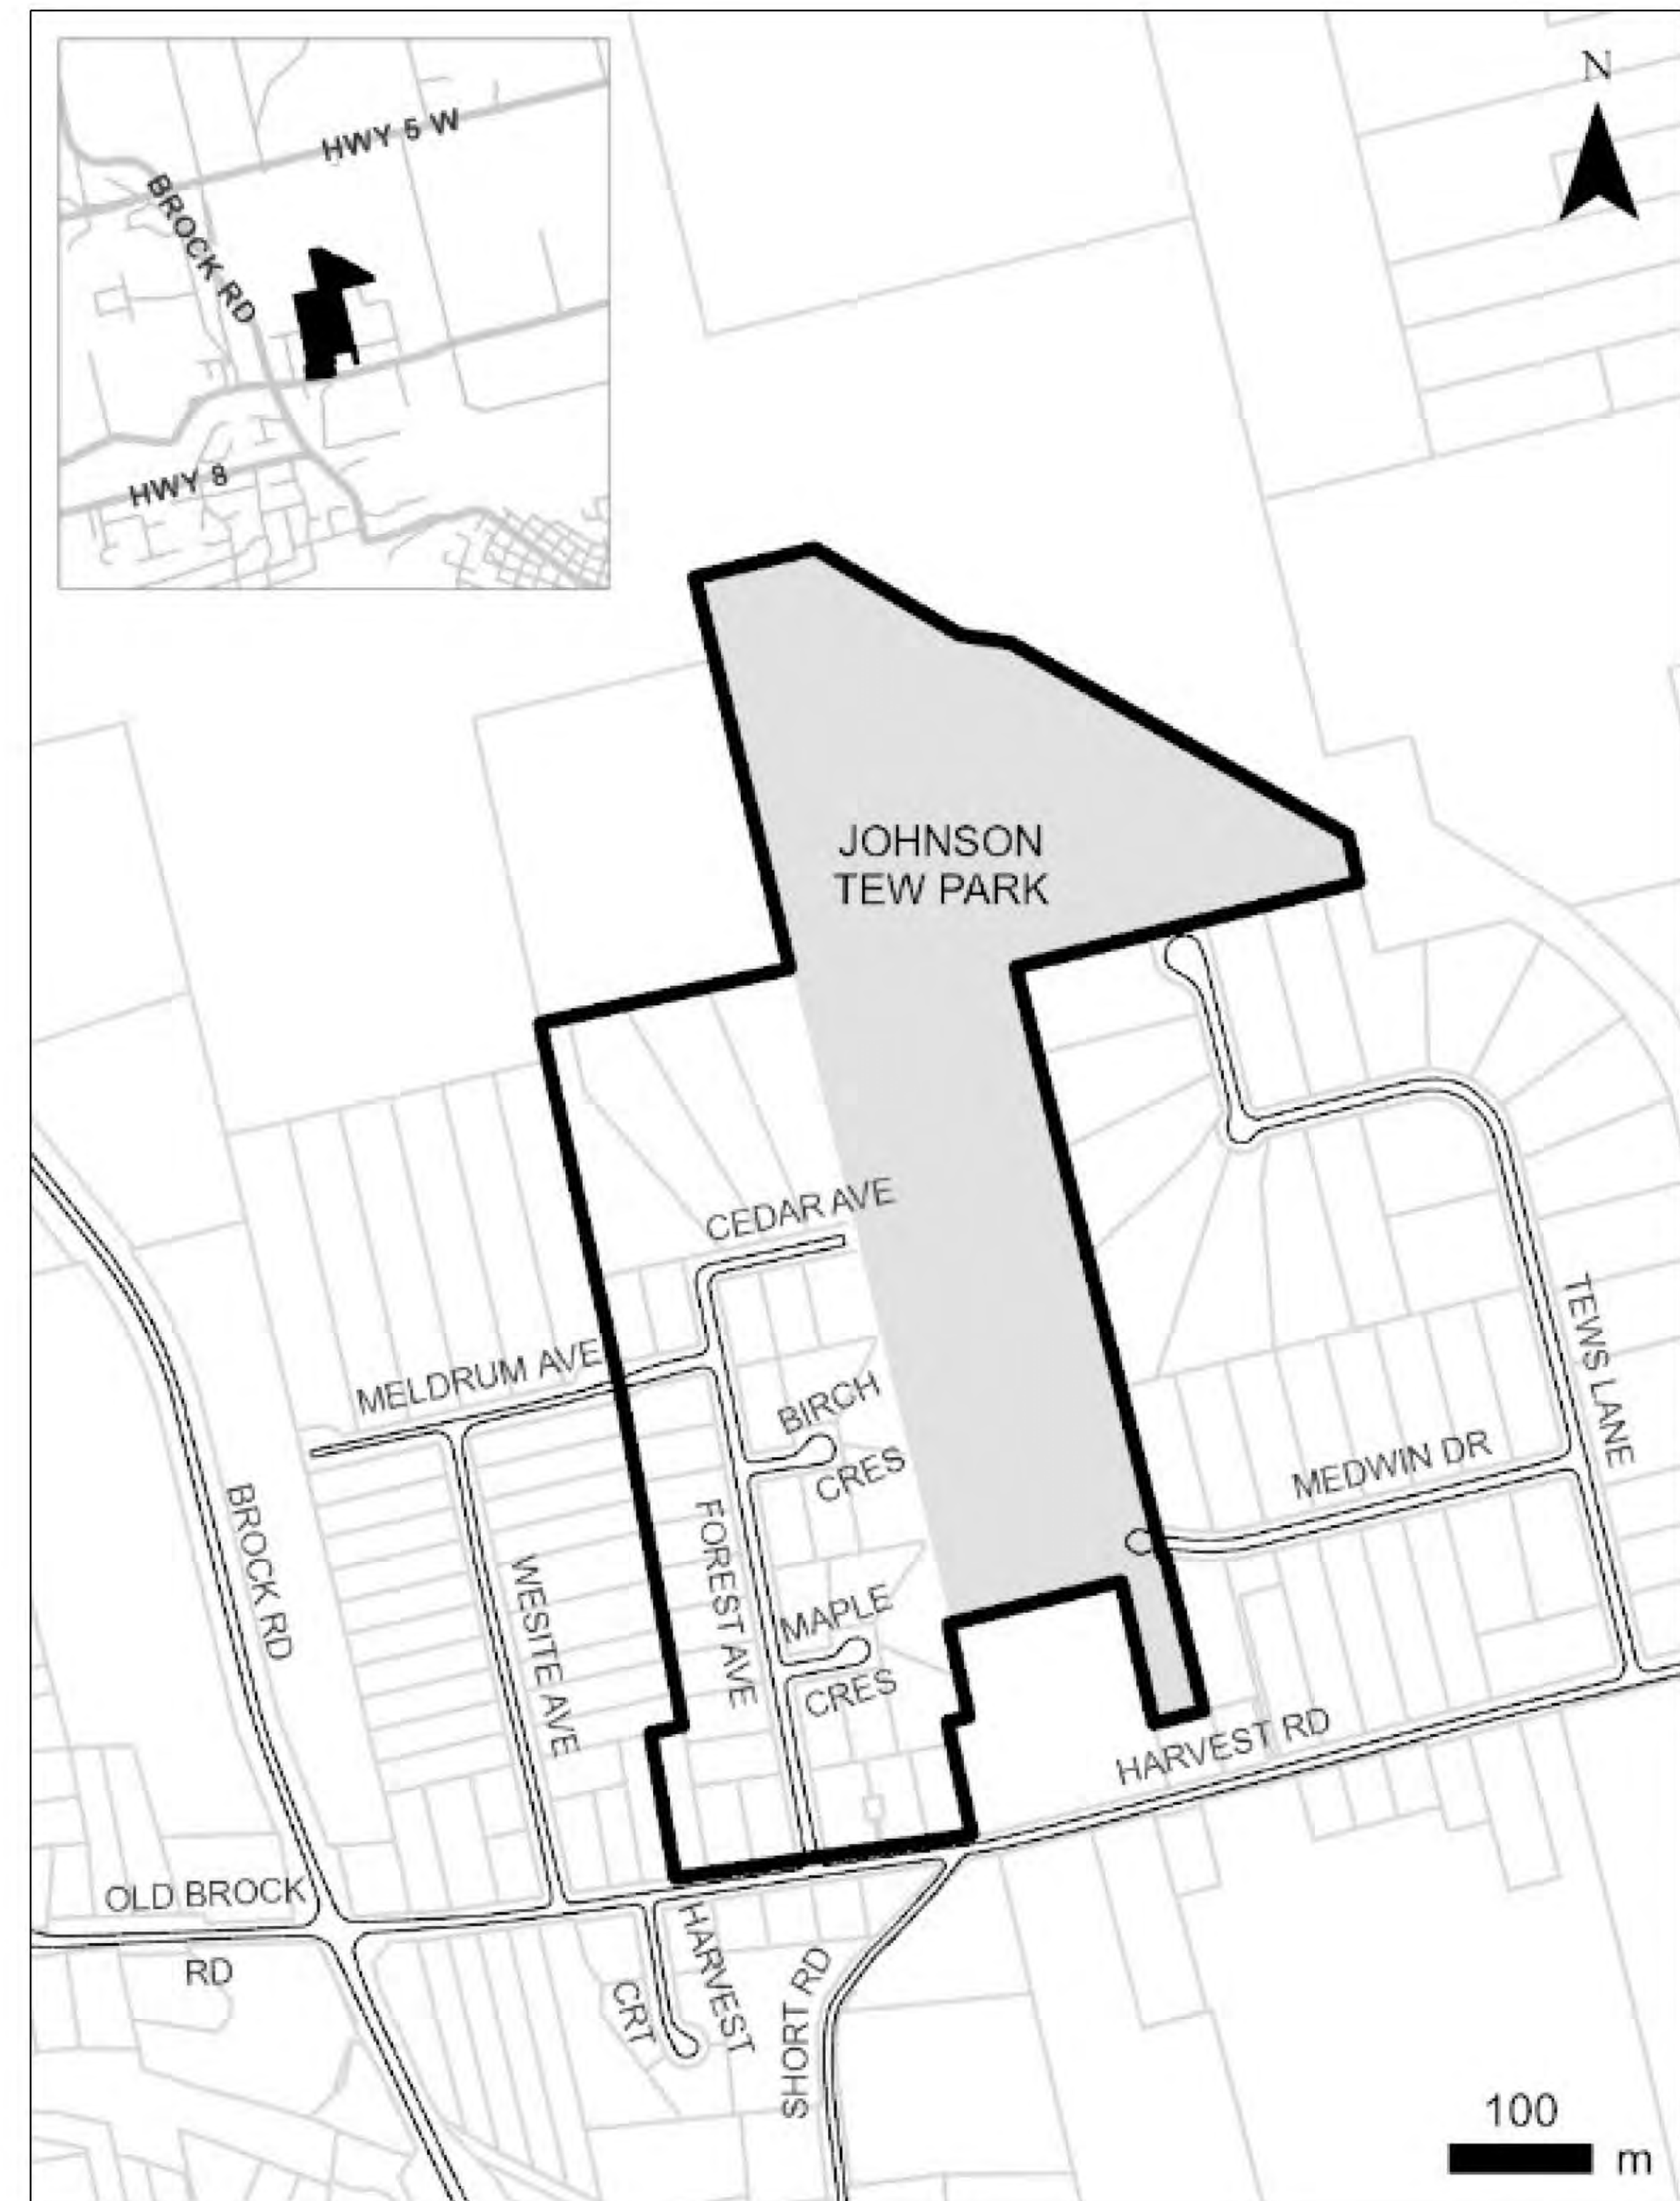 HWY 5 W
BROCK RD
HWY 8
N
JOHNSON
TEW PARK
CEDAR AVE
MELDRUM AVE
BIRCH
CRES
TEWS LANE
MEDWIN DR
BROCK RD
FOREST AVE
WESITE AVE
MAPLE
CRES
HARVEST RD
OLD BROCK
RD
HARVEST
CRT
SHORT RD
100
m